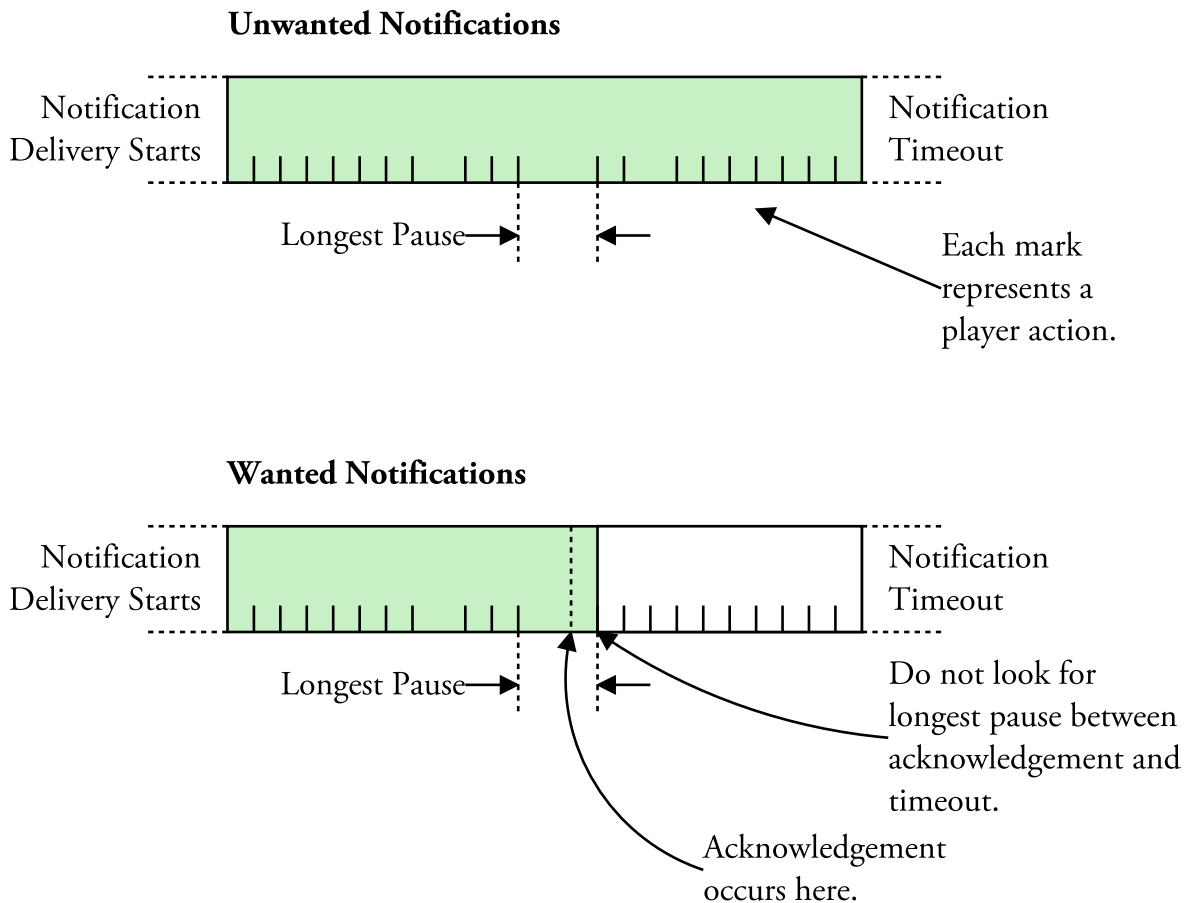 Unwanted Notifications
Notification
Delivery Starts
Notification
Timeout
Longest Pause
Each mark
represents a
player action.
Wanted Notifications
Notification
Delivery Starts
Notification
Timeout
Longest Pause
Do not look for
longest pause between
acknowledgement and
timeout.
Acknowledgement
occurs here.